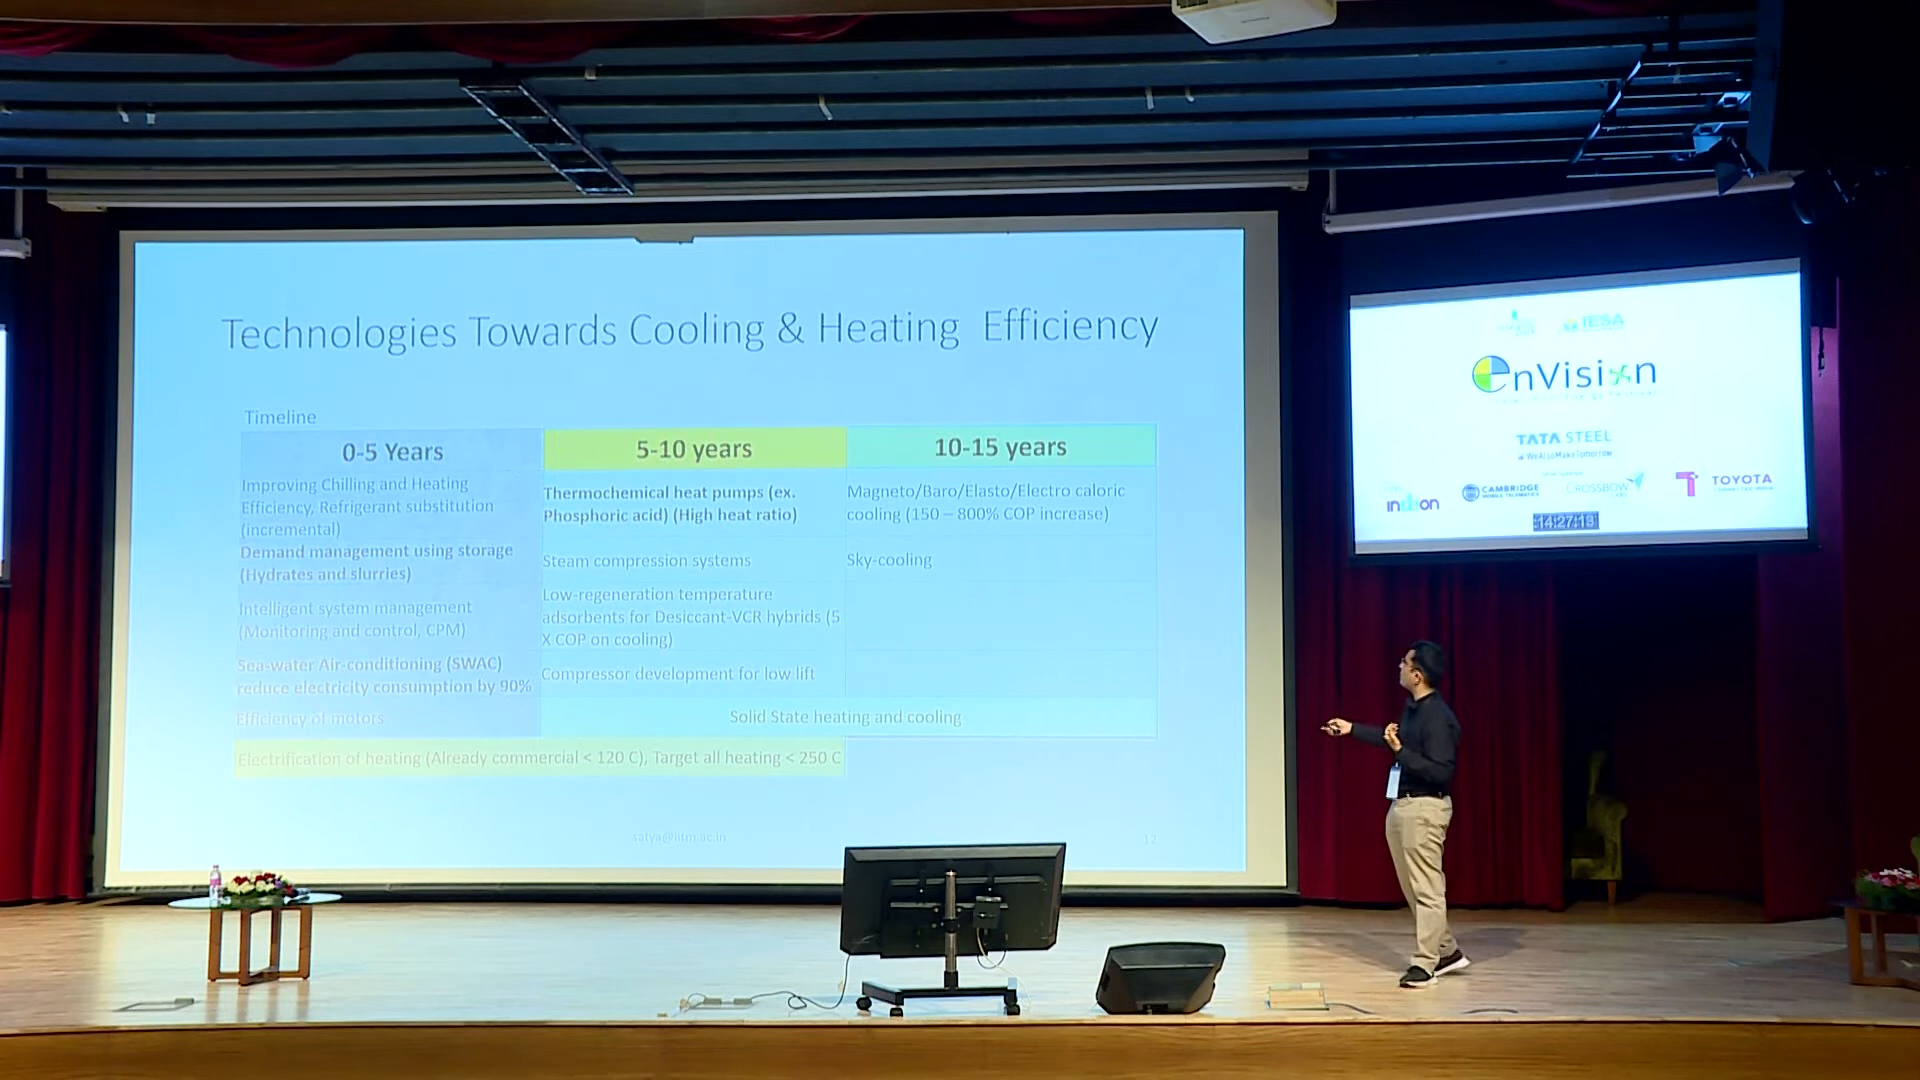 Technologies Towards Cooling & Heating Efficiency
Timeline
0-5 Years
5-10 years
10-15 years
Improving Chilling and Heating
Efficiency, Refrigerant substitution
(incremental)
Thermochemical heat pumps (ex.
Phosphoric acid) (High heat ratio)
Magneto/Baro/Elasto/Electro caloric
cooling (150 – 800% COP increase)
Demand management using storage
(Hydrates and slurries)
Steam compression systems
Sky-cooling
Intelligent system management
(Monitoring and control, CPM)
Low-regeneration temperature
adsorbents for Desiccant-VCR hybrids (5
X COP on cooling)
Sea-water Air-conditioning (SWAC)
reduce electricity consumption by 90%
Compressor development for low lift
Efficiency of motors
Solid State heating and cooling
Electrification of heating (Already commercial < 120 C), Target all heating < 250 C
satya@iitm.ac.in
12
IESA
enVision
TATA STEEL
#WeAlsoMakeTomorrow
CAMBRIDGE
MOBILE TELEMATICS
CROSSBOW
TOYOTA
14:27:19